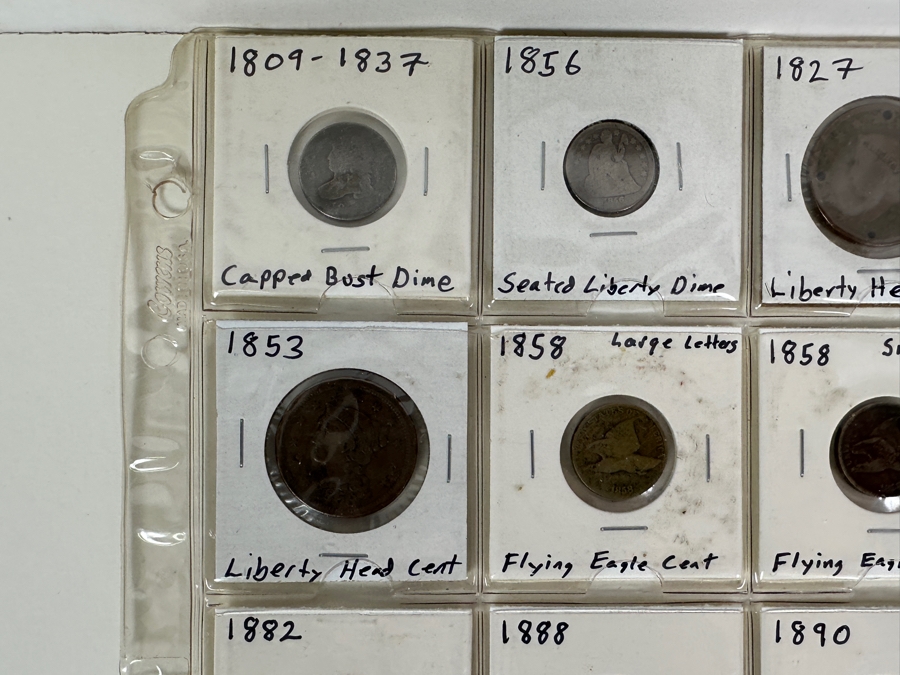 1809-1837
Capped Bust Dime
1856
Seated Liberty Dime
1827
Liberty He
1853
Liberty Head Cent
1858 Large Letters
Flying Eagle Cent
1858
Flying Eag
1882
1888
1890